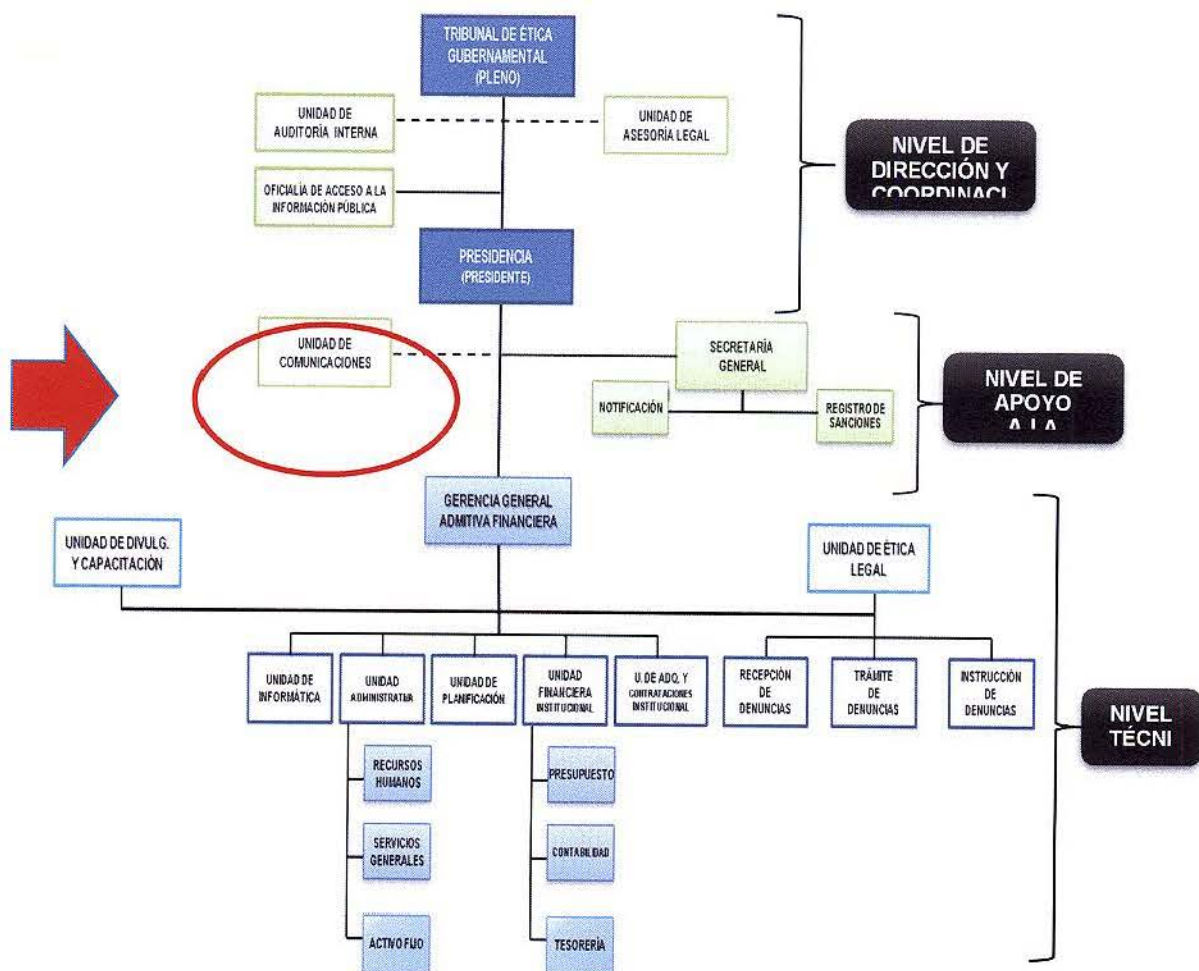 TRIBUNAL DE ÉTICA
GUBERNAMENTAL
(PLENO)
UNIDAD DE
AUDITORÍA INTERNA
UNIDAD DE
ASESORÍA LEGAL
NIVEL DE
DIRECCIÓN Y
COORDINACI
OFICIALÍA DE ACCESO A LA
INFORMACIÓN PÚBLICA
PRESIDENCIA
(PRESIDENTE)
UNIDAD DE
COMUNICACIONES
SECRETARÍA
GENERAL
NIVEL DE
APOYO
A LA
NOTIFICACIÓN
REGISTRO DE
SANCIONES
GERENCIA GENERAL
ADMITIVA FINANCIERA
UNIDAD DE DIVULG.
Y CAPACITACIÓN
UNIDAD DE ÉTICA
LEGAL
UNIDAD DE
INFORMÁTICA
UNIDAD
ADMINISTRATIVA
UNIDAD DE
PLANIFICACIÓN
UNIDAD
FINANCIERA
INSTITUCIONAL
U. DE ADQ. Y
CONTRATACIONES
INSTITUCIONAL
RECEPCIÓN
DE
DENUNCIAS
TRÁMITE
DE
DENUNCIAS
INSTRUCCIÓN
DE
DENUNCIAS
NIVEL
TÉCNI
RECURSOS
HUMANOS
PRESUPUESTO
SERVICIOS
GENERALES
CONTABILIDAD
ACTIVO FIJO
TESORERÍA